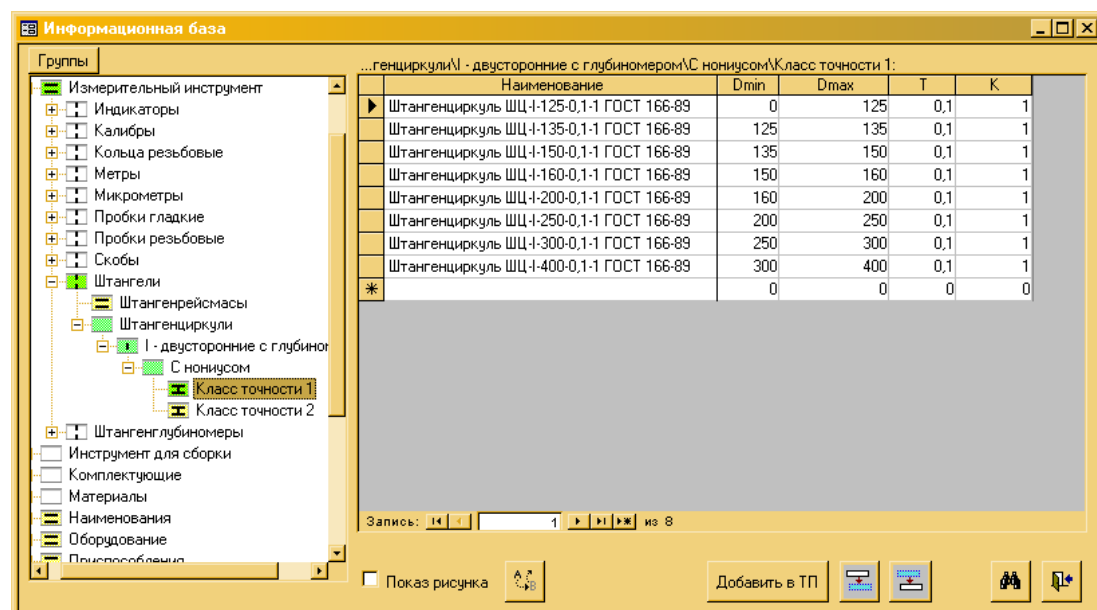 Информационная база
Группы
Измерительный инструмент
Индикаторы
Калибры
Кольца резьбовые
Метры
Микрометры
Пробки гладкие
Пробки резьбовые
Скобы
Штангели
Штангенрейсмасы
Штангенциркули
I - двусторонние с глубином
С нониусом
Класс точности 1
Класс точности 2
Штангенглубиномеры
Инструмент для сборки
Комплектующие
Материалы
Наименования
Оборудование
Приспособления
...генциркули\I - двусторонние с глубиномером\С нониусом\Класс точности 1:
Наименование Dmin Dmax T K
Штангенциркуль ШЦ-I-125-0,1-1 ГОСТ 166-89 0 125 0,1 1
Штангенциркуль ШЦ-I-135-0,1-1 ГОСТ 166-89 125 135 0,1 1
Штангенциркуль ШЦ-I-150-0,1-1 ГОСТ 166-89 135 150 0,1 1
Штангенциркуль ШЦ-I-160-0,1-1 ГОСТ 166-89 150 160 0,1 1
Штангенциркуль ШЦ-I-200-0,1-1 ГОСТ 166-89 160 200 0,1 1
Штангенциркуль ШЦ-I-250-0,1-1 ГОСТ 166-89 200 250 0,1 1
Штангенциркуль ШЦ-I-300-0,1-1 ГОСТ 166-89 250 300 0,1 1
Штангенциркуль ШЦ-I-400-0,1-1 ГОСТ 166-89 300 400 0,1 1
0 0 0 0
Запись: 1 из 8
Показ рисунка
Добавить в ТП